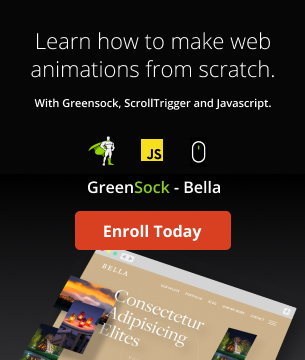 Learn how to make web
animations from scratch.
With Greensock, ScrollTrigger and Javascript.
JS
GreenSock - Bella
Enroll Today
BELLA
Consectetur
Adipisicing
Elites